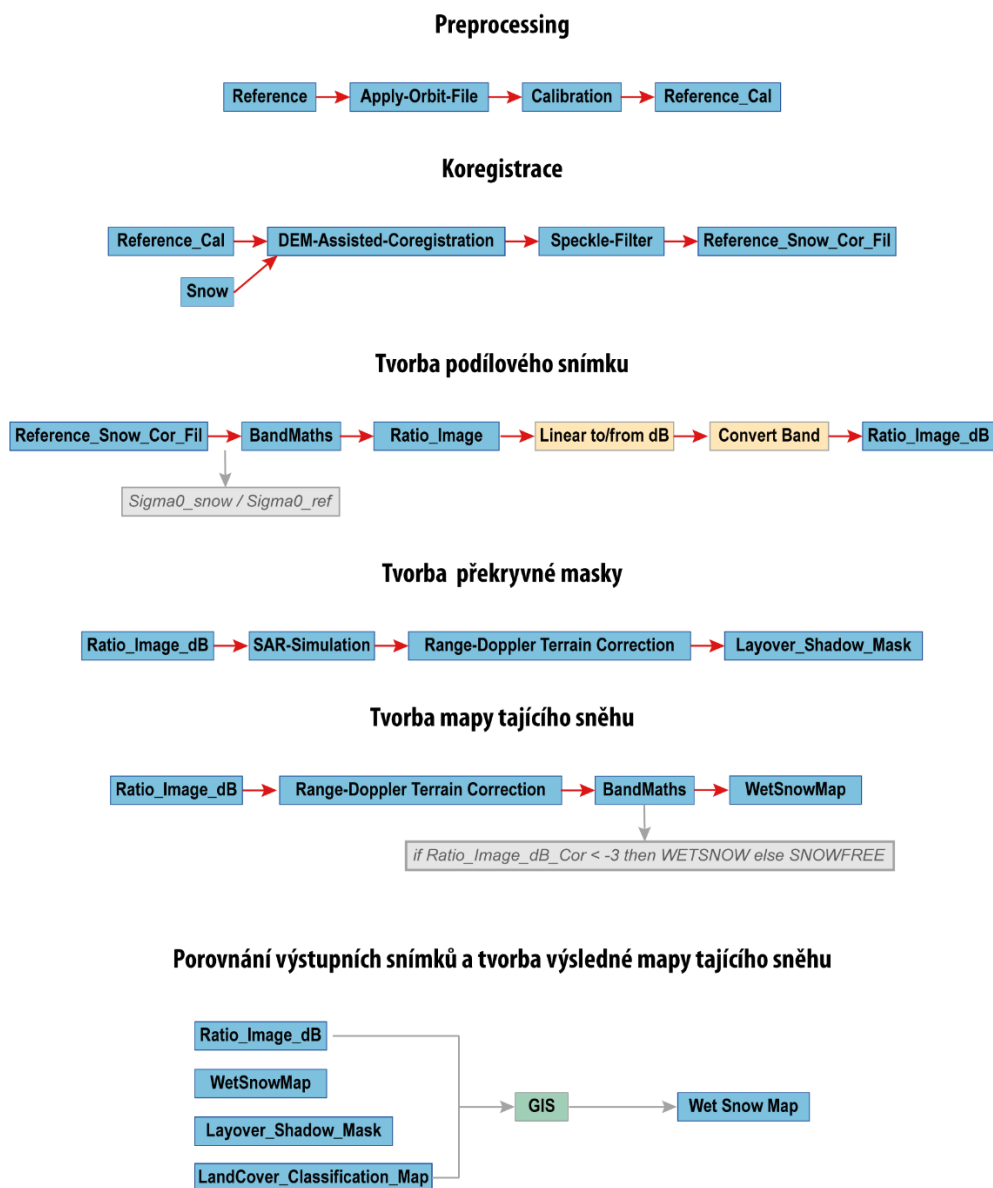 Preprocessing
Reference Apply-Orbit-File Calibration Reference_Cal
Koregistrace
Reference_Cal DEM-Assisted-Coregistration Speckle-Filter Reference_Snow_Cor_Fil
Snow
Tvorba podílového snímku
Reference_Snow_Cor_Fil BandMaths Ratio_Image Linear to/from dB Convert Band Ratio_Image_dB
Sigma0_snow / Sigma0_ref
Tvorba překryvné masky
Ratio_Image_dB SAR-Simulation Range-Doppler Terrain Correction Layover_Shadow_Mask
Tvorba mapy tajícího sněhu
Ratio_Image_dB Range-Doppler Terrain Correction BandMaths WetSnowMap
if Ratio_Image_dB_Cor < -3 then WETSNOW else SNOWFREE
Porovnání výstupních snímků a tvorba výsledné mapy tajícího sněhu
Ratio_Image_dB
WetSnowMap
GIS Wet Snow Map
Layover_Shadow_Mask
LandCover_Classification_Map